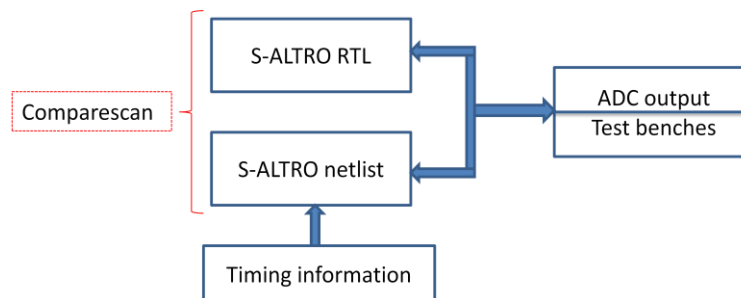 S-ALTRO RTL
Comparescan
ADC output
Test benches
S-ALTRO netlist
Timing information